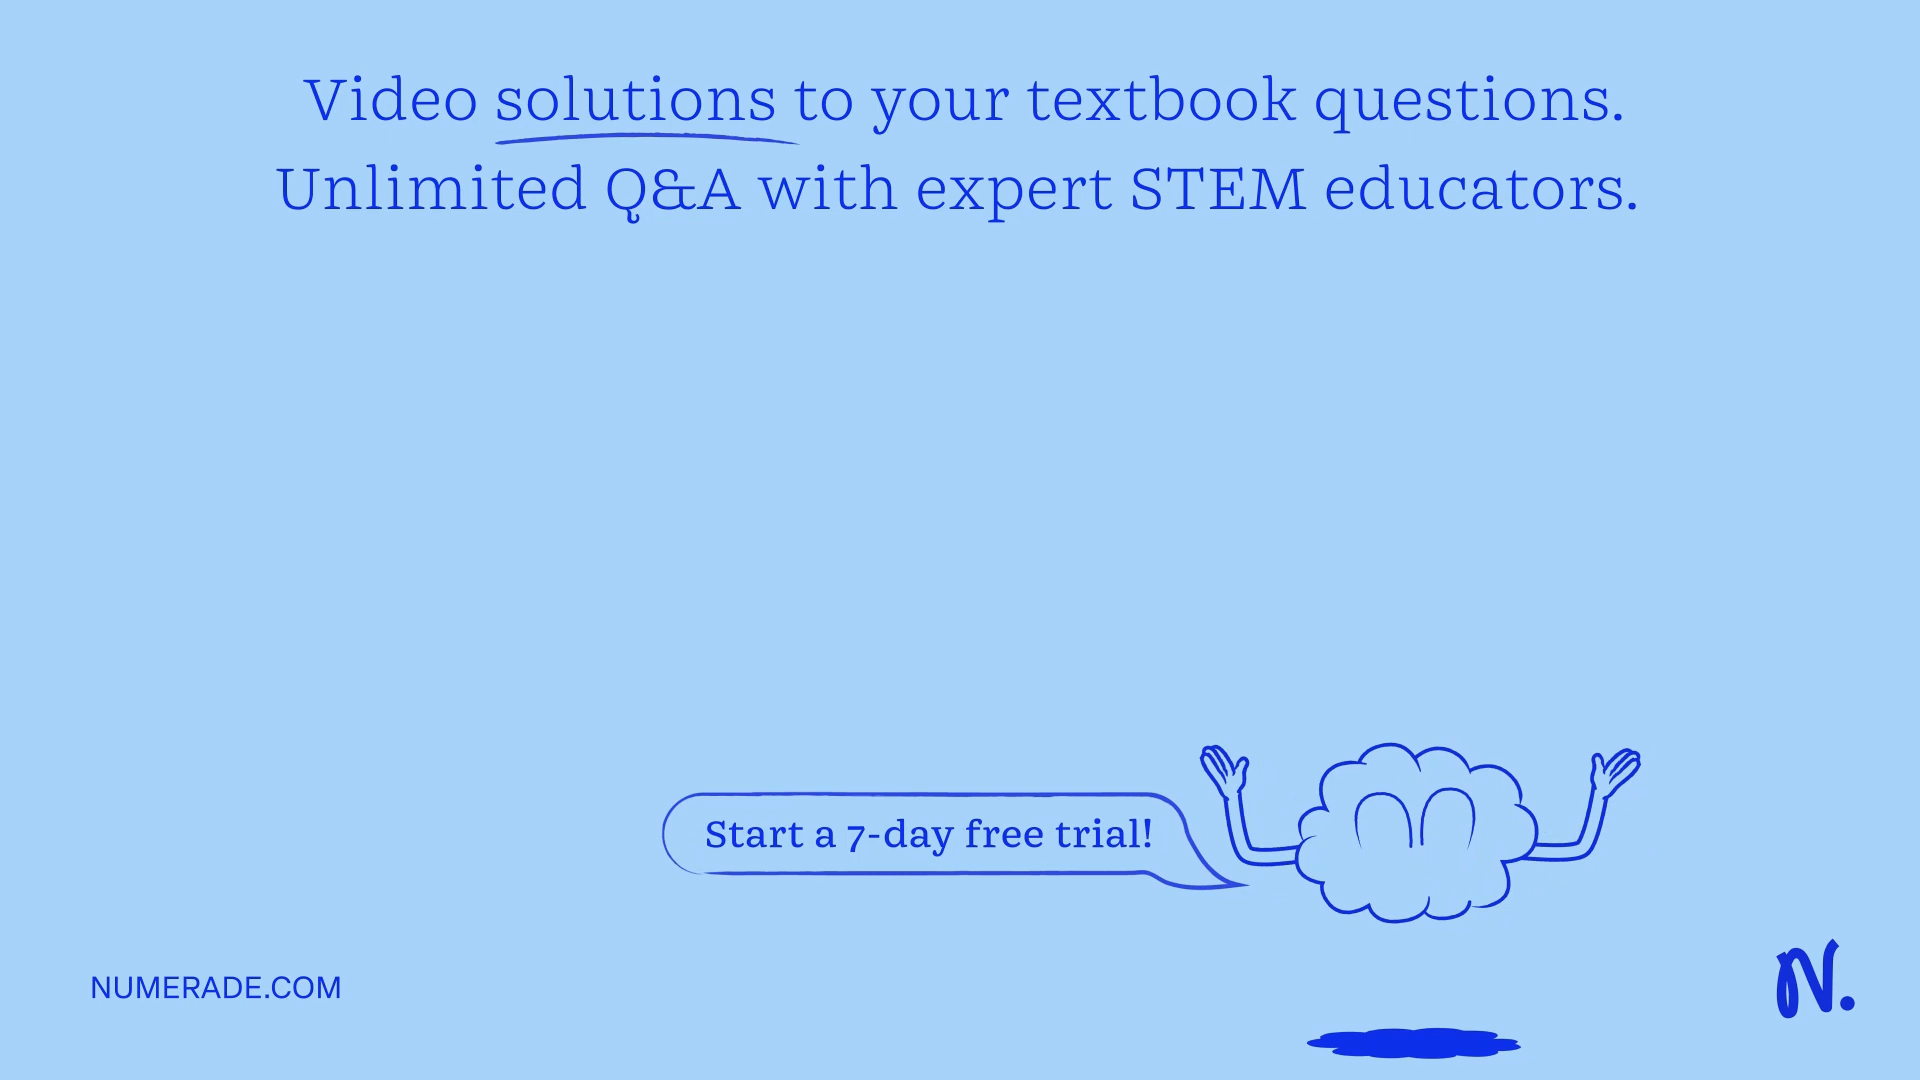 Video solutions to your textbook questions.
Unlimited Q&A with expert STEM educators.
Start a 7-day free trial!
NUMERADE.COM
N.